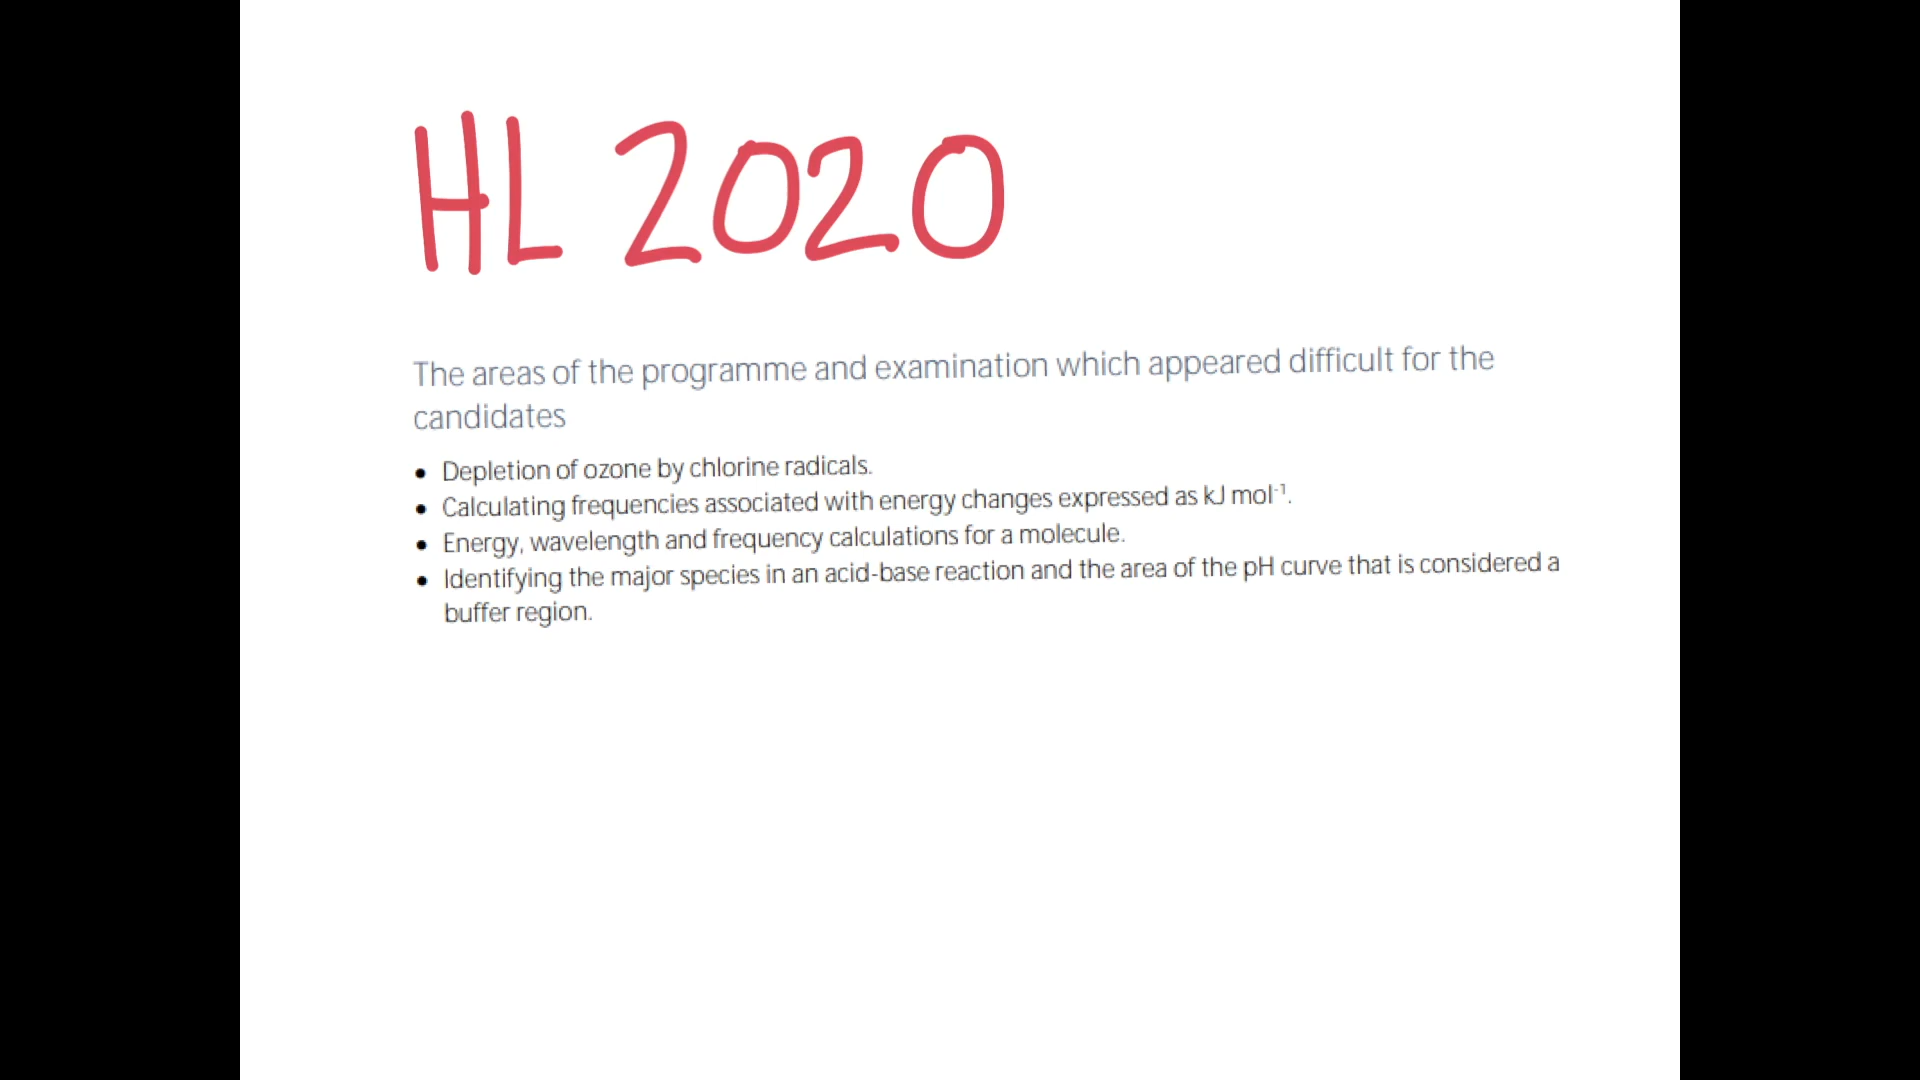 HL 2020
The areas of the programme and examination which appeared difficult for the
candidates
• Depletion of ozone by chlorine radicals.
• Calculating frequencies associated with energy changes expressed as kJ mol⁻¹.
• Energy, wavelength and frequency calculations for a molecule.
• Identifying the major species in an acid-base reaction and the area of the pH curve that is considered a
buffer region.